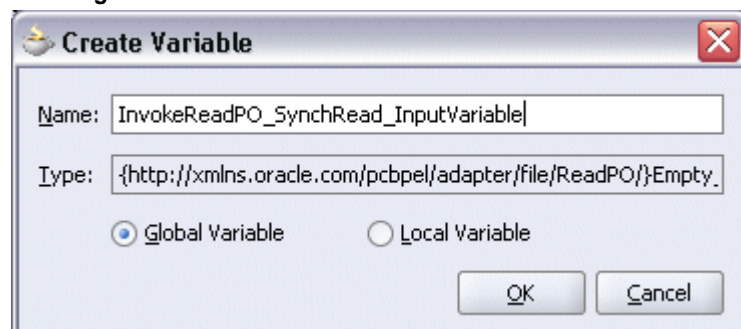 Create Variable
Name: InvokeReadPO_SynchRead_InputVariable
Type: {http://xmlns.oracle.com/pcbpel/adapter/file/ReadPO/}Empty_
Global Variable Local Variable
OK Cancel